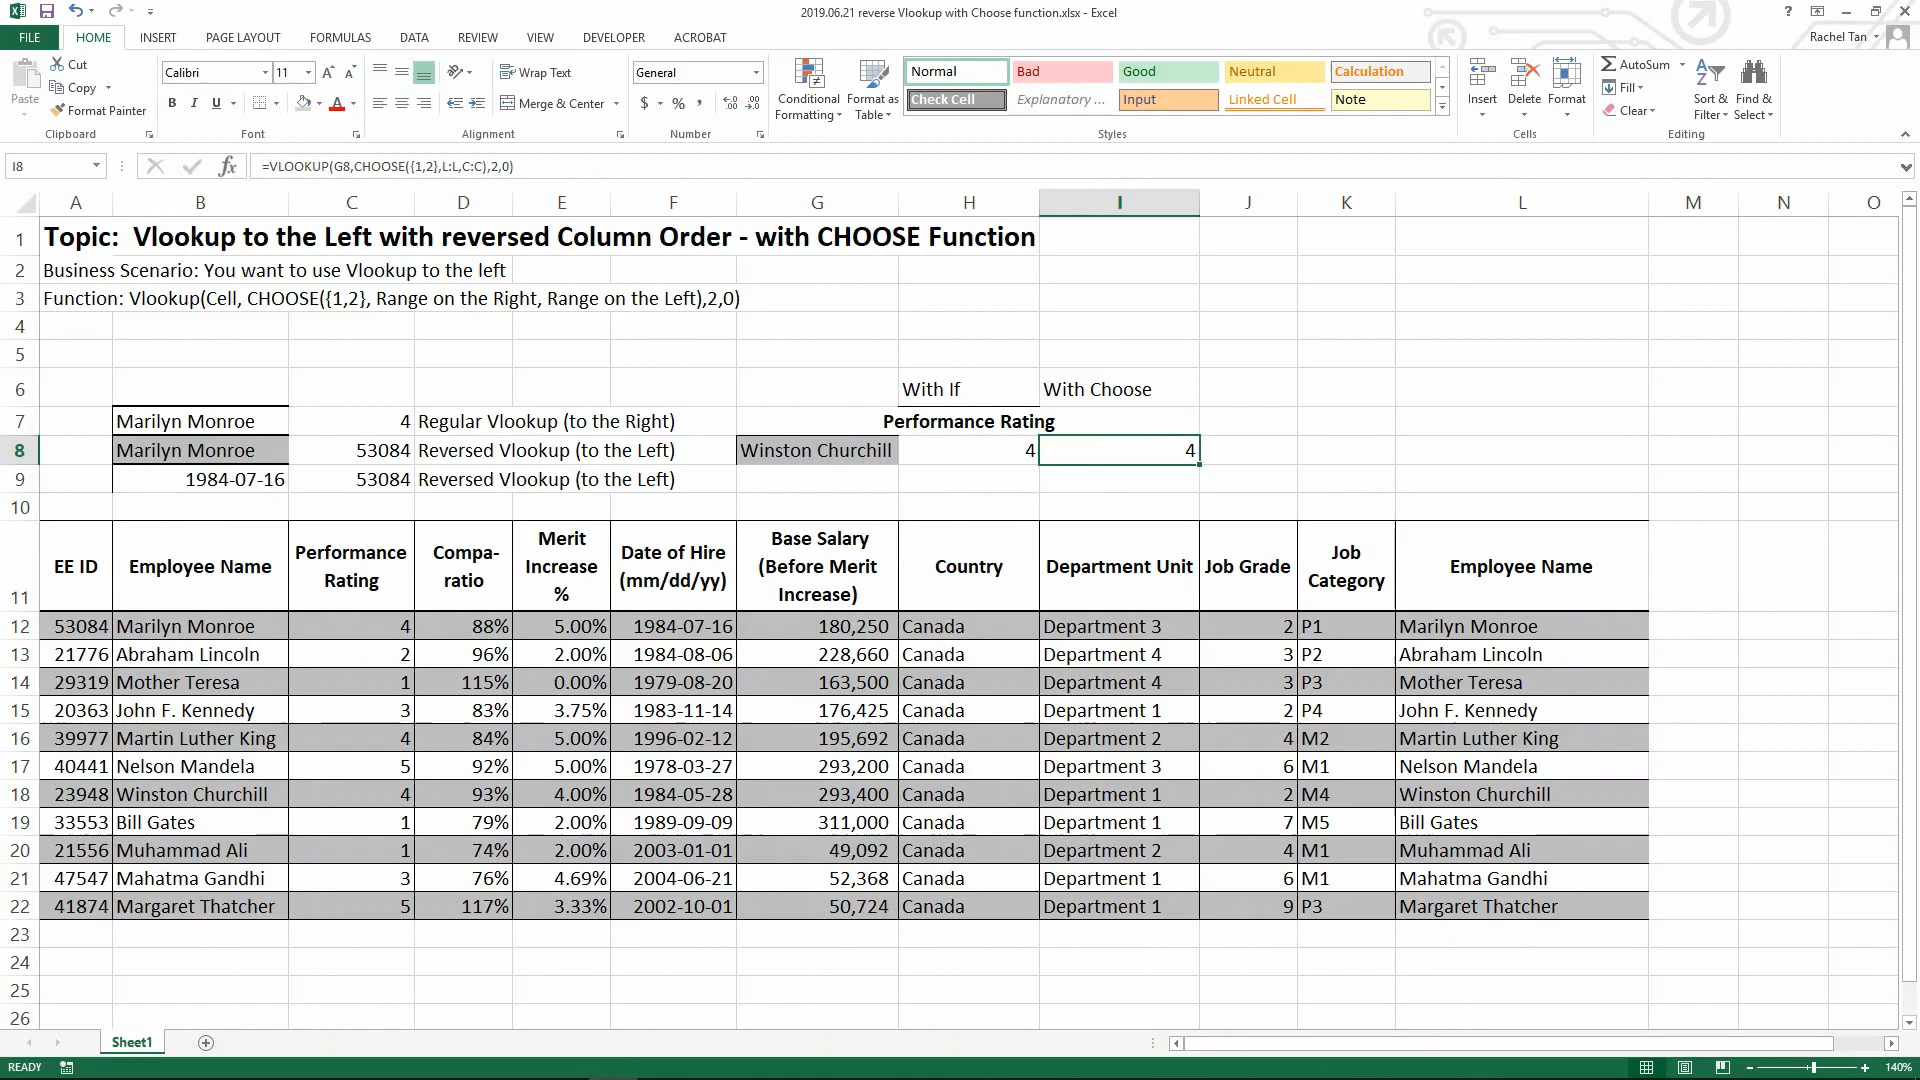 2019.06.21 reverse Vlookup with Choose function.xlsx - Excel
FILE HOME INSERT PAGE LAYOUT FORMULAS DATA REVIEW VIEW DEVELOPER ACROBAT Rachel Tan
Paste
Cut
Copy
Format Painter
Clipboard
Calibri 11
B I U
Font
Wrap Text
Merge & Center
Alignment
General
$ % ,
Number
Conditional Formatting
Format as Table
Normal Bad Good Neutral Calculation
Check Cell Explanatory ... Input Linked Cell Note
Styles
Insert Delete Format
Cells
AutoSum
Fill
Clear
Sort & Filter
Find & Select
Editing
I8 fx =VLOOKUP(G8,CHOOSE({1,2},L:L,C:C),2,0)
A B C D E F G H I J K L M N O
1 Topic: Vlookup to the Left with reversed Column Order - with CHOOSE Function
2 Business Scenario: You want to use Vlookup to the left
3 Function: Vlookup(Cell, CHOOSE({1,2}, Range on the Right, Range on the Left),2,0)
4
5
6 With If With Choose
7 Marilyn Monroe 4 Regular Vlookup (to the Right) Performance Rating
8 Marilyn Monroe 53084 Reversed Vlookup (to the Left) Winston Churchill 4 4
9 1984-07-16 53084 Reversed Vlookup (to the Left)
10
11 EE ID Employee Name Performance Rating Compa-ratio Merit Increase % Date of Hire (mm/dd/yy) Base Salary (Before Merit Increase) Country Department Unit Job Grade Job Category Employee Name
12 53084 Marilyn Monroe 4 88% 5.00% 1984-07-16 180,250 Canada Department 3 2 P1 Marilyn Monroe
13 21776 Abraham Lincoln 2 96% 2.00% 1984-08-06 228,660 Canada Department 4 3 P2 Abraham Lincoln
14 29319 Mother Teresa 1 115% 0.00% 1979-08-20 163,500 Canada Department 4 3 P3 Mother Teresa
15 20363 John F. Kennedy 3 83% 3.75% 1983-11-14 176,425 Canada Department 1 2 P4 John F. Kennedy
16 39977 Martin Luther King 4 84% 5.00% 1996-02-12 195,692 Canada Department 2 4 M2 Martin Luther King
17 40441 Nelson Mandela 5 92% 5.00% 1978-03-27 293,200 Canada Department 3 6 M1 Nelson Mandela
18 23948 Winston Churchill 4 93% 4.00% 1984-05-28 293,400 Canada Department 1 2 M4 Winston Churchill
19 33553 Bill Gates 1 79% 2.00% 1989-09-09 311,000 Canada Department 1 7 M5 Bill Gates
20 21556 Muhammad Ali 1 74% 2.00% 2003-01-01 49,092 Canada Department 2 4 M1 Muhammad Ali
21 47547 Mahatma Gandhi 3 76% 4.69% 2004-06-21 52,368 Canada Department 1 6 M1 Mahatma Gandhi
22 41874 Margaret Thatcher 5 117% 3.33% 2002-10-01 50,724 Canada Department 1 9 P3 Margaret Thatcher
23
24
25
26
Sheet1
READY 140%